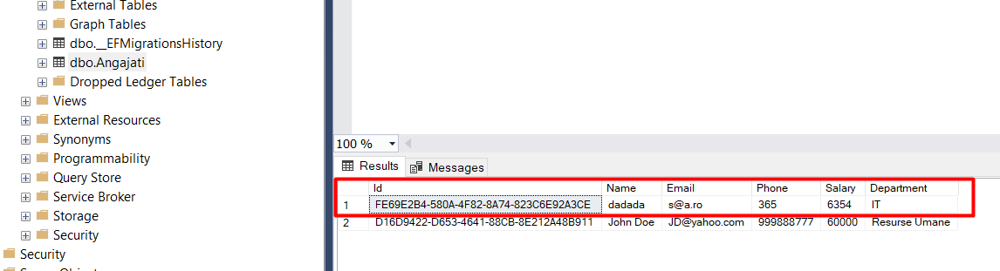 External Tables
Graph Tables
dbo.__EFMigrationsHistory
dbo.Angajati
Dropped Ledger Tables
Views
External Resources
Synonyms
Programmability
Query Store
Service Broker
Storage
Security
Security
100 %
Results Messages
Id Name Email Phone Salary Department
1 FE69E2B4-580A-4F82-8A74-823C6E92A3CE dadada s@a.ro 365 6354 IT
2 D16D9422-D653-4641-88CB-8E212A48B911 John Doe JD@yahoo.com 999888777 60000 Resurse Umane